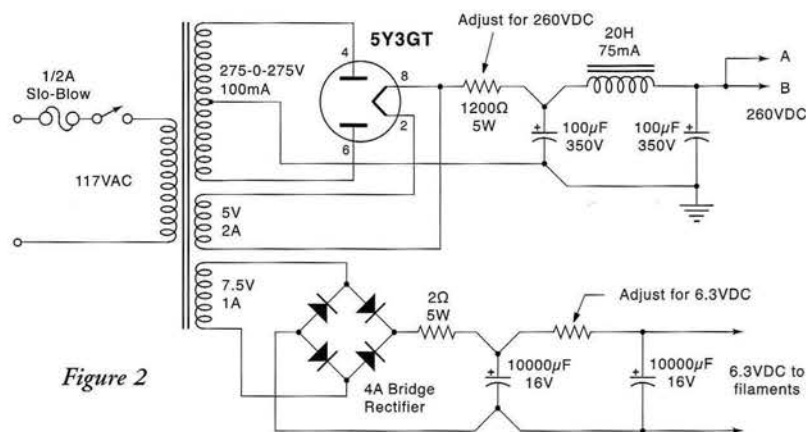 Adjust for 260VDC
5Y3GT
4
8
2
6
1/2A
Slo-Blow
117VAC
275-0-275V
100mA
5V
2A
7.5V
1A
1200Ω
5W
20H
75mA
100µF
350V
100µF
350V
A
B
260VDC
2Ω
5W
Adjust for 6.3VDC
10000µF
16V
10000µF
16V
6.3VDC to
filaments
4A Bridge
Rectifier
Figure 2